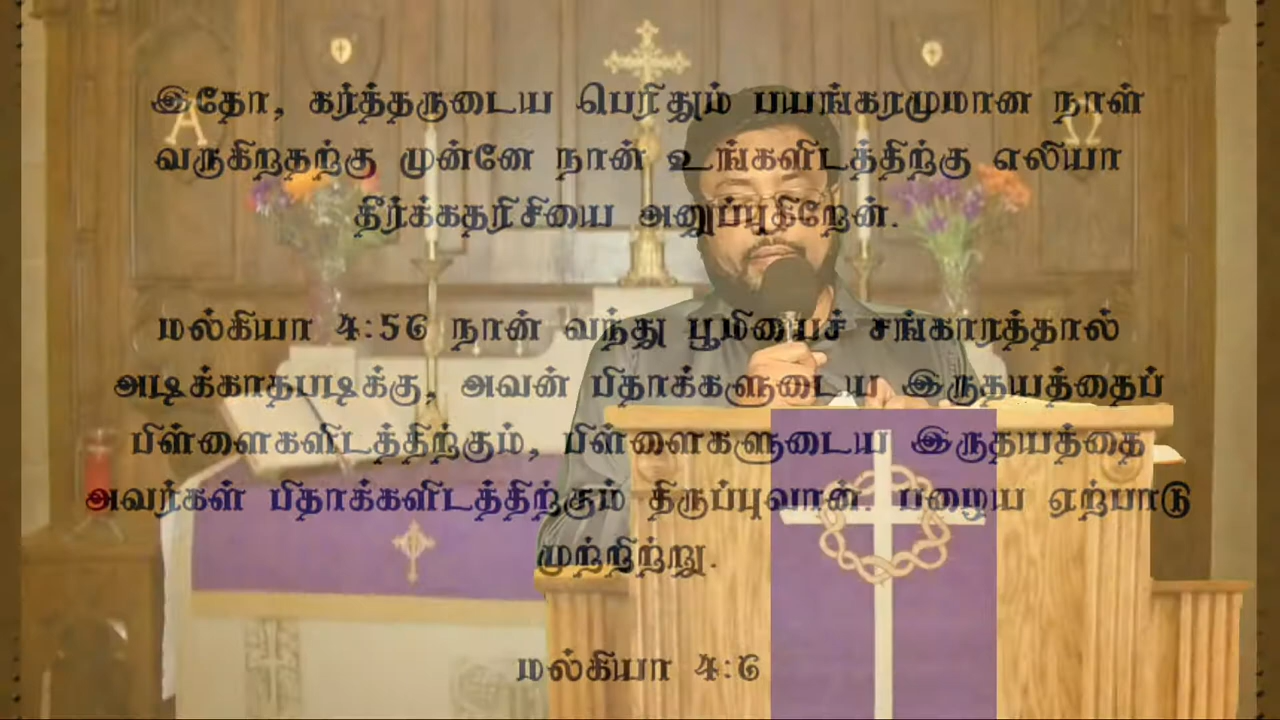 இதோ, கர்த்தருடைய பெரிதும் பயங்கரமுமான நாள்
வருகிறதற்கு முன்னே நான் உங்களிடத்திற்கு எலியா
தீர்க்கதரிசியை அனுப்புகிறேன்.
மல்கியா 4:56 நான் வந்து பூமியைச் சங்காரத்தால்
அடிக்காதபடிக்கு, அவன் பிதாக்களுடைய இருதயத்தைப்
பிள்ளைகளிடத்திற்கும், பிள்ளைகளுடைய இருதயத்தை
அவர்கள் பிதாக்களிடத்திற்கும் திருப்புவான். பழைய ஏற்பாடு
முற்றிற்று.
மல்கியா 4:6